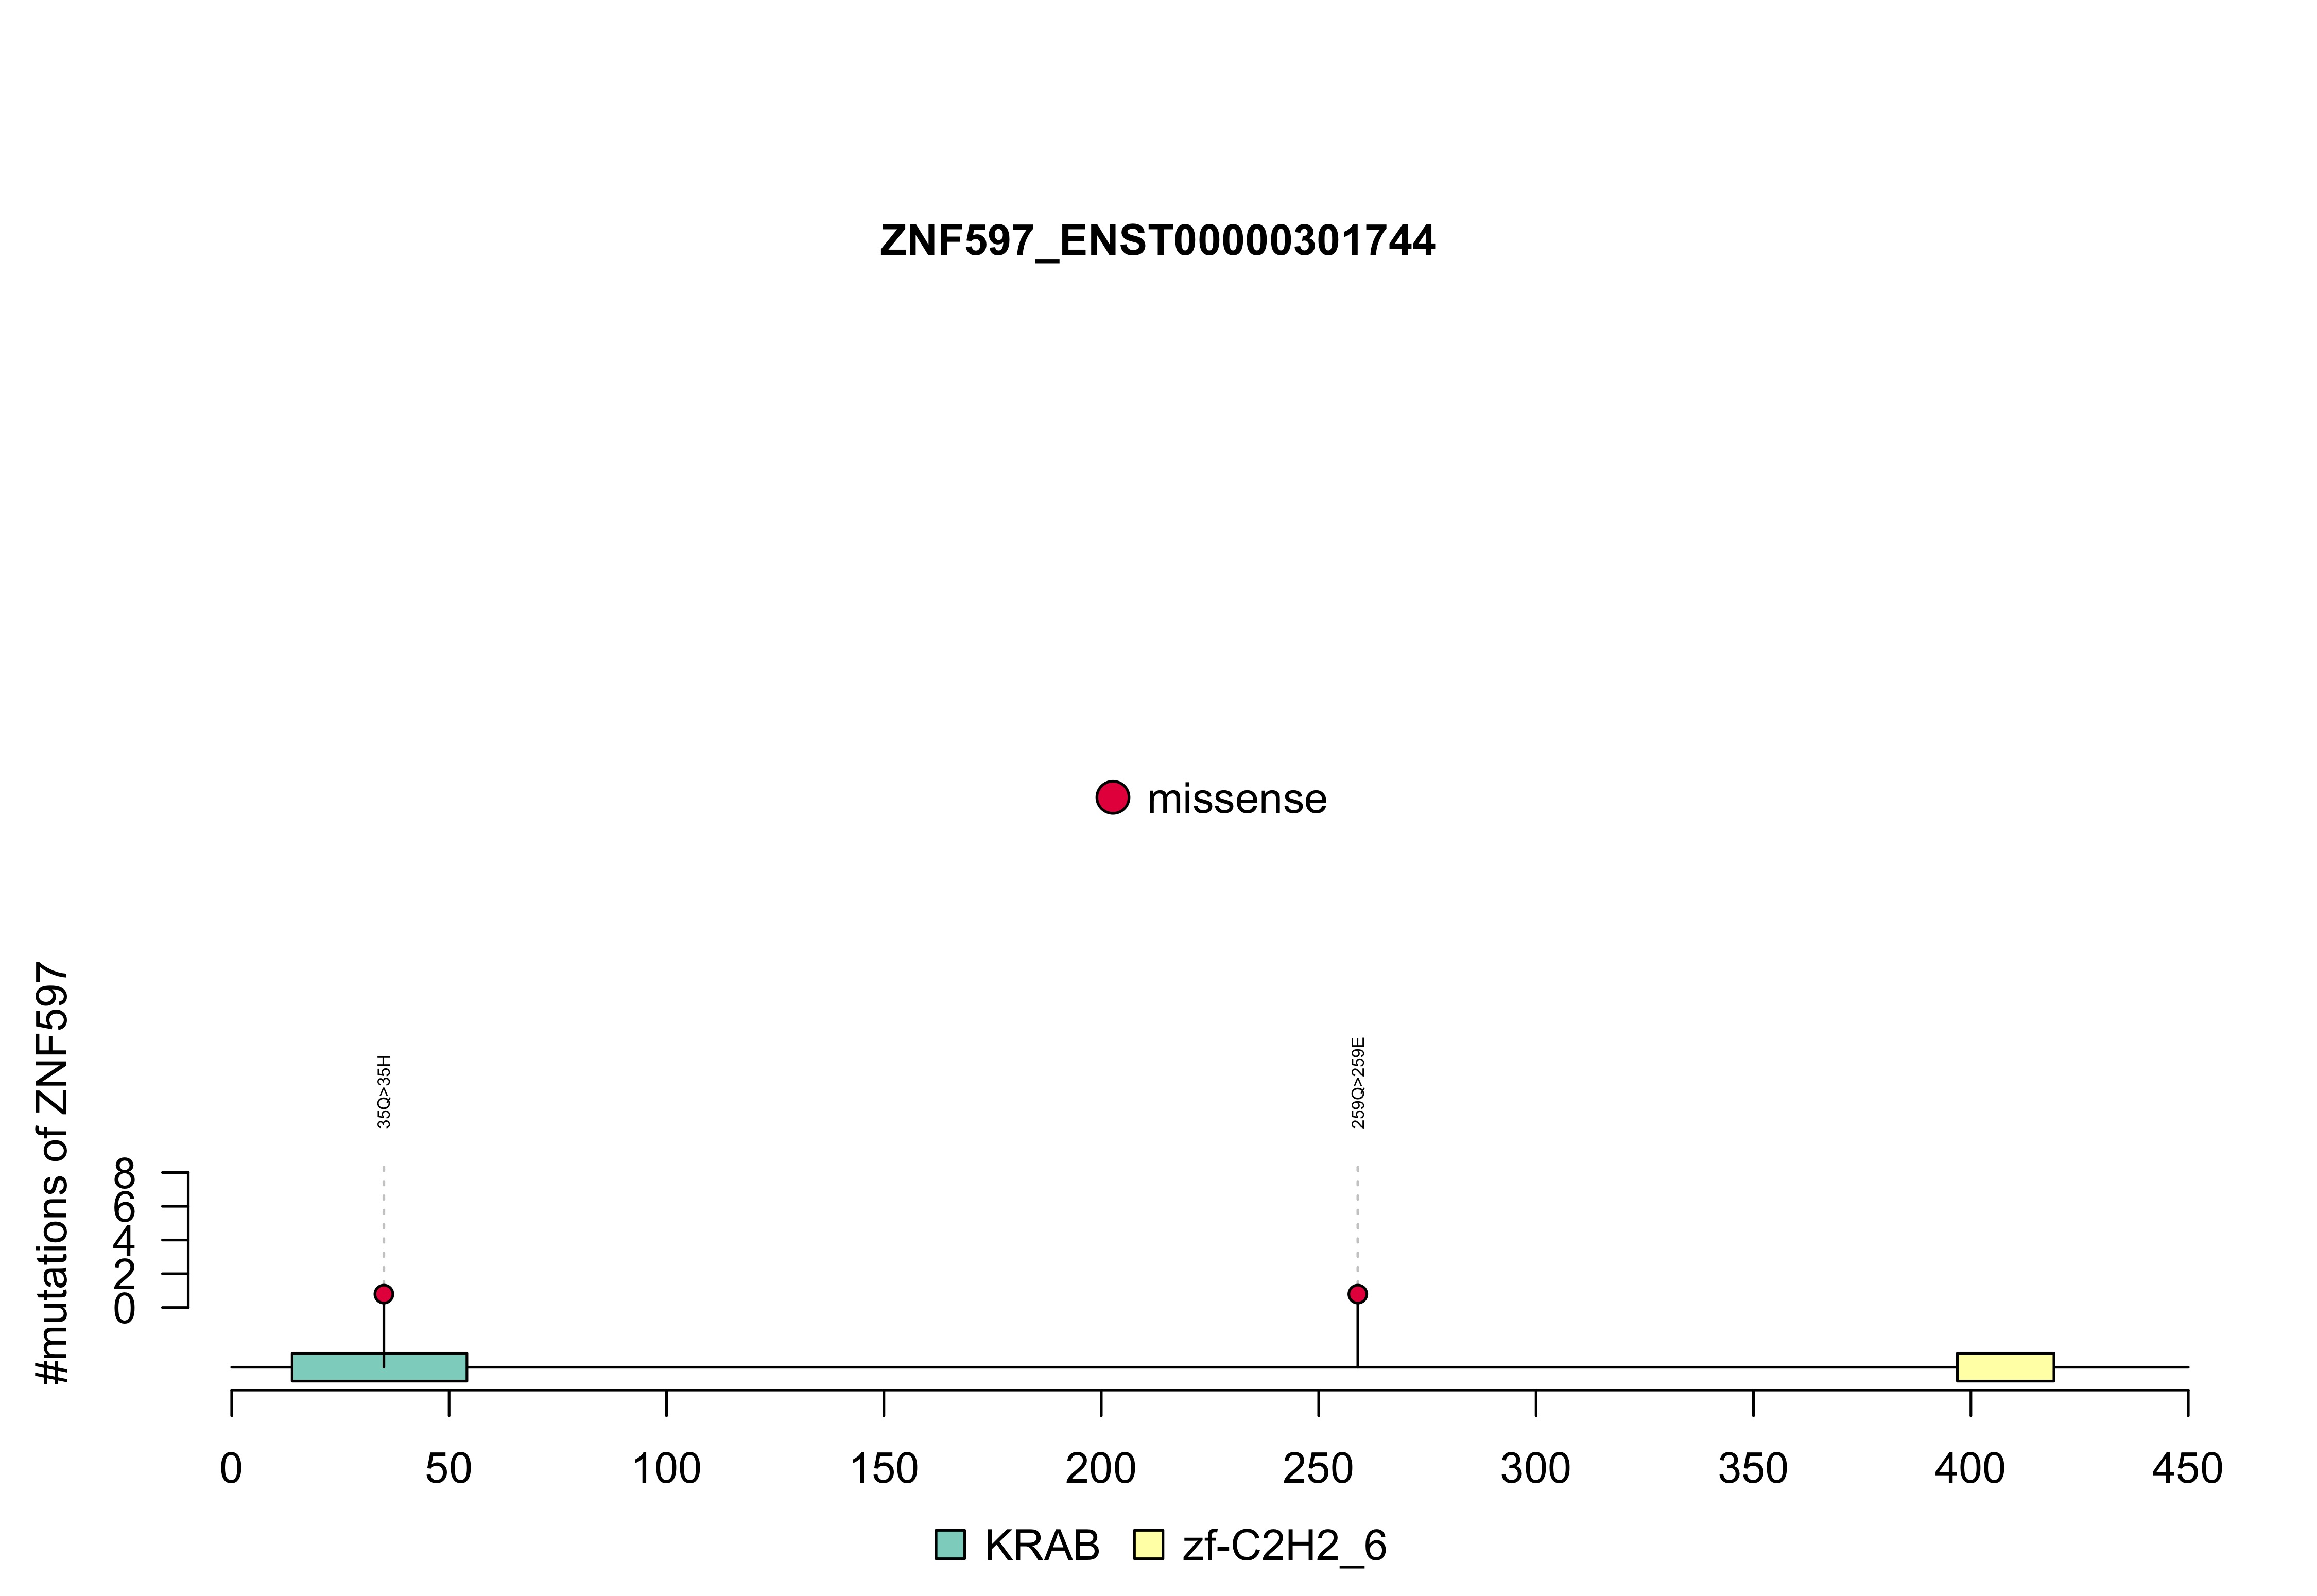 ZNF597_ENST00000301744
missense
#mutations of ZNF597
35Q>35H
259Q>259E
8
6
4
2
0
0 50 100 150 200 250 300 350 400 450
KRAB zf-C2H2_6